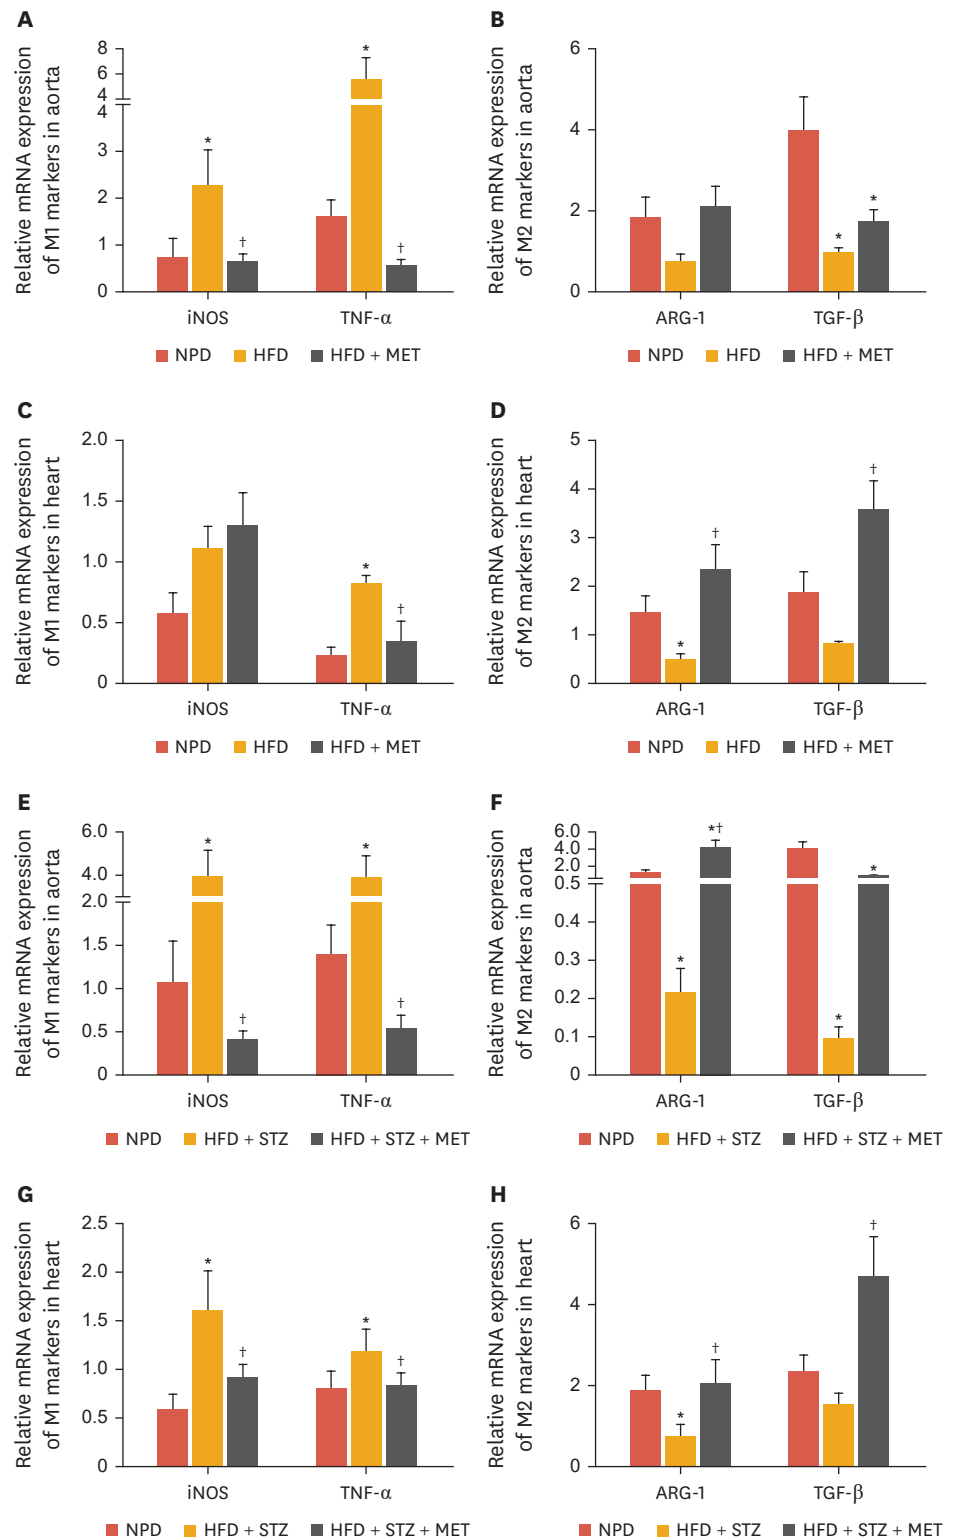 A
Relative mRNA expression
of M1 markers in aorta
8
6
4
4
3
2
1
0
*
†
*
†
iNOS
TNF-α
NPD HFD HFD + MET
B
Relative mRNA expression
of M2 markers in aorta
6
4
2
0
*
*
ARG-1
TGF-β
NPD HFD HFD + MET
C
Relative mRNA expression
of M1 markers in heart
2.0
1.5
1.0
0.5
0
*
†
iNOS
TNF-α
NPD HFD HFD + MET
D
Relative mRNA expression
of M2 markers in heart
5
4
3
2
1
0
*
†
†
ARG-1
TGF-β
NPD HFD HFD + MET
E
Relative mRNA expression
of M1 markers in aorta
6.0
4.0
2.0
1.5
1.0
0.5
0
*
†
*
†
iNOS
TNF-α
NPD HFD + STZ HFD + STZ + MET
F
Relative mRNA expression
of M2 markers in aorta
6.0
4.0
2.0
0.5
0.4
0.3
0.2
0.1
0
*
*†
*
*
ARG-1
TGF-β
NPD HFD + STZ HFD + STZ + MET
G
Relative mRNA expression
of M1 markers in heart
2.5
2.0
1.5
1.0
0.5
0
*
†
*
†
iNOS
TNF-α
NPD HFD + STZ HFD + STZ + MET
H
Relative mRNA expression
of M2 markers in heart
6
4
2
0
*
†
†
ARG-1
TGF-β
NPD HFD + STZ HFD + STZ + MET